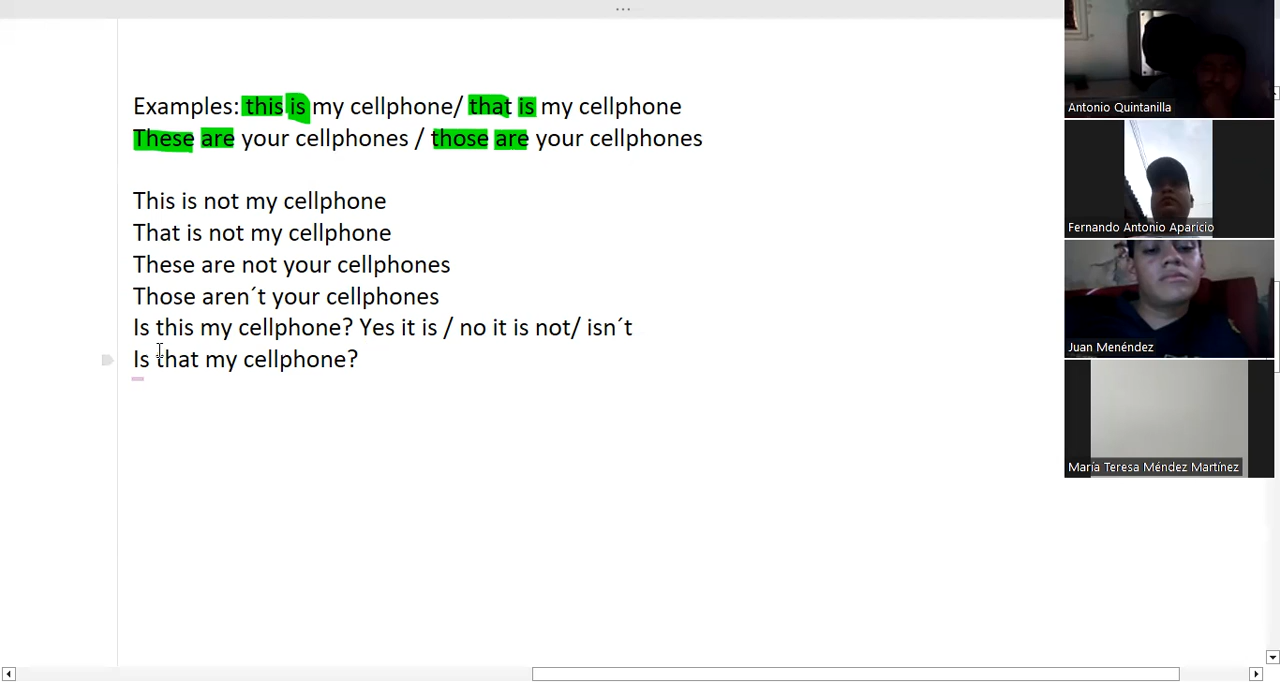 Examples: this is my cellphone/ that is my cellphone
These are your cellphones / those are your cellphones
This is not my cellphone
That is not my cellphone
These are not your cellphones
Those aren´t your cellphones
Is this my cellphone? Yes it is / no it is not/ isn´t
Is that my cellphone?
Antonio Quintanilla
Fernando Antonio Aparicio
Juan Menéndez
María Teresa Méndez Martínez